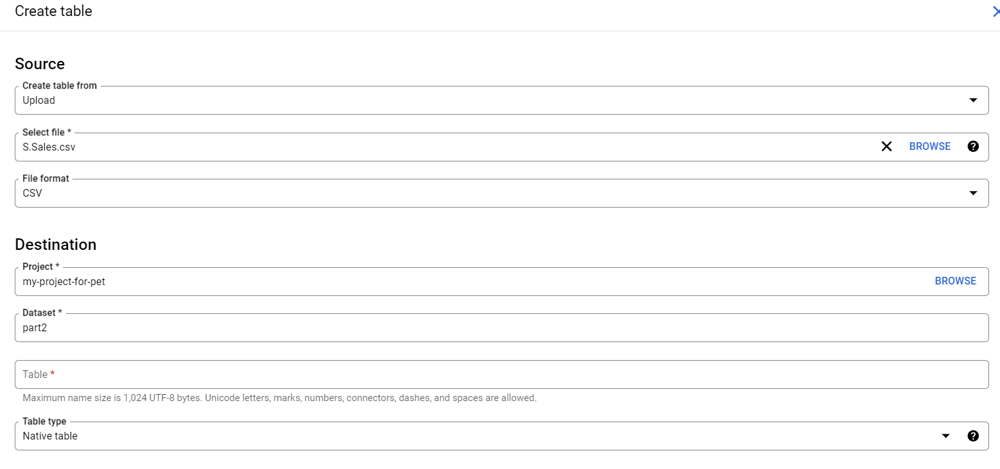 Create table
Source
Create table from
Upload
Select file *
S.Sales.csv
BROWSE
File format
CSV
Destination
Project *
my-project-for-pet
BROWSE
Dataset *
part2
Table *
Maximum name size is 1,024 UTF-8 bytes. Unicode letters, marks, numbers, connectors, dashes, and spaces are allowed.
Table type
Native table